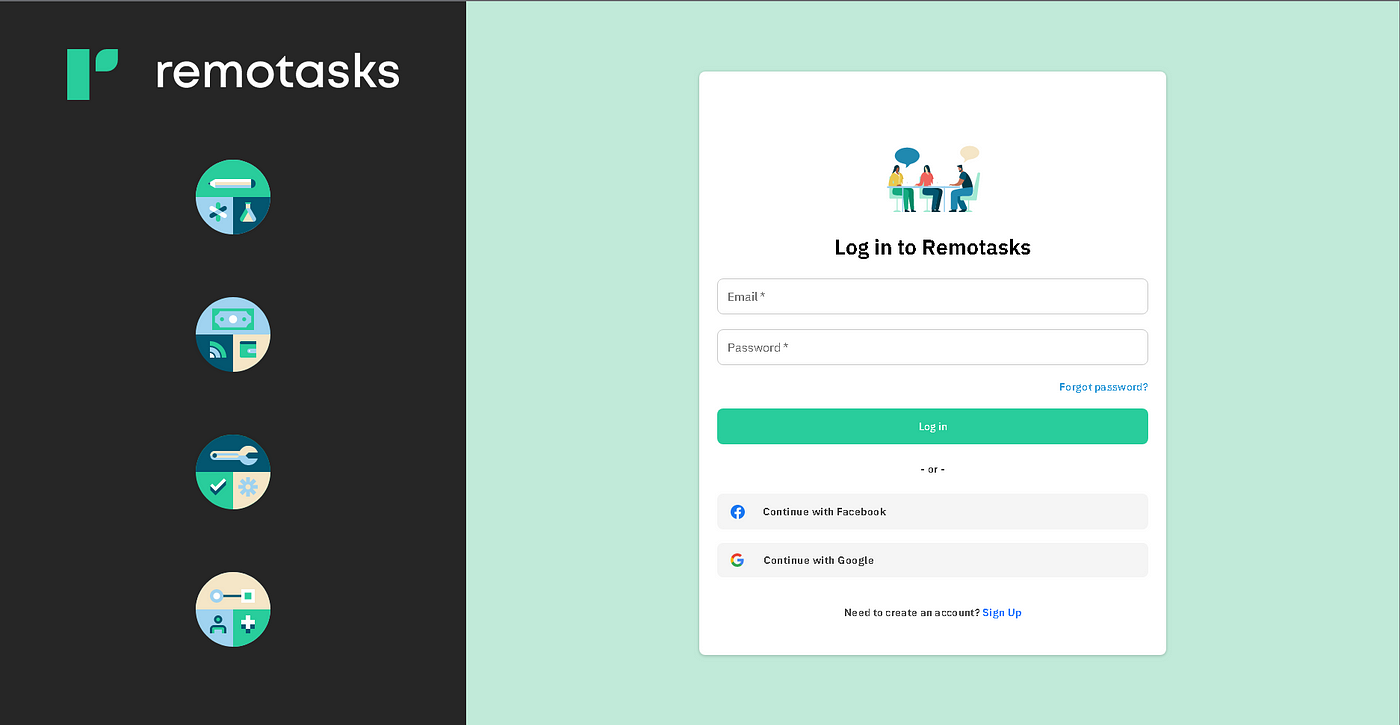 remotasks
Log in to Remotasks
Email *
Password *
Forgot password?
Log in
- or -
Continue with Facebook
Continue with Google
Need to create an account? Sign Up